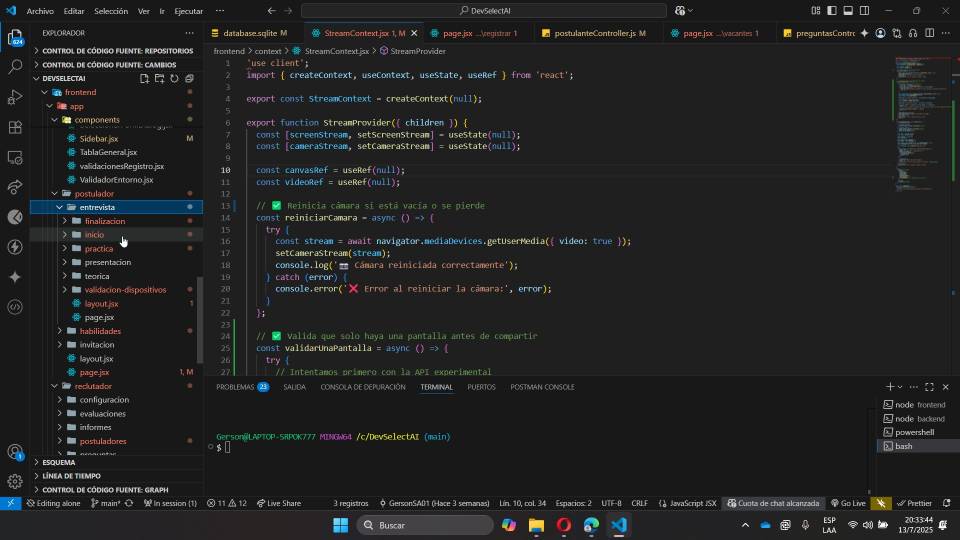 Archivo Editar Selección Ver Ir Ejecutar ··· DevSelectAI
EXPLORADOR ···
database.sqlite M StreamContext.jsx 1, M page.jsx ...\registrar 1 postulanteController.js M page.jsx ...\vacantes 1 preguntasContro
frontend > context > StreamContext.jsx > StreamProvider
CONTROL DE CÓDIGO FUENTE: REPOSITORIOS
CONTROL DE CÓDIGO FUENTE: CAMBIOS
DEVSELECTAI
frontend
app
components
Sidebar.jsx M
TablaGeneral.jsx
validacionesRegistro.jsx
ValidadorEntorno.jsx
postulador
entrevista
finalizacion
inicio
practica
presentacion
teorica
validacion-dispositivos
layout.jsx 1
page.jsx
habilidades
invitacion
layout.jsx
page.jsx 1, M
reclutador
configuracion
evaluaciones
informes
postuladores
preguntas
ESQUEMA
LÍNEA DE TIEMPO
CONTROL DE CÓDIGO FUENTE: GRAPH
624
1
1 'use client';
2 import { createContext, useContext, useState, useRef } from 'react';
3
4 export const StreamContext = createContext(null);
5
6 export function StreamProvider({ children }) {
7 const [screenStream, setScreenStream] = useState(null);
8 const [cameraStream, setCameraStream] = useState(null);
9
10 const canvasRef = useRef(null);
11 const videoRef = useRef(null);
12
13 // ✅ Reinicia cámara si está vacía o se pierde
14 const reiniciarCamara = async () => {
15 try {
16 const stream = await navigator.mediaDevices.getUserMedia({ video: true });
17 setCameraStream(stream);
18 console.log('📷 Cámara reiniciada correctamente');
19 } catch (error) {
20 console.error('❌ Error al reiniciar la cámara:', error);
21 }
22 };
23
24 // ✅ Valida que solo haya una pantalla antes de compartir
25 const validarUnaPantalla = async () => {
26 try {
27 // Intentamos primero con la API experimental
PROBLEMAS 23 SALIDA CONSOLA DE DEPURACIÓN TERMINAL PUERTOS POSTMAN CONSOLE
Gerson@LAPTOP-SRPOK777 MINGW64 /c/DevSelectAI (main)
$
node frontend
node backend
powershell
bash
Editing alone main* In session (1) 11 12 Live Share 3 registros GersonSA01 (Hace 3 semanas) Lín. 10, col. 34 Espacios: 2 UTF-8 CRLF JavaScript JSX Cuota de chat alcanzada Go Live Prettier
Buscar
ESP
LAA
20:33:44
13/7/2025